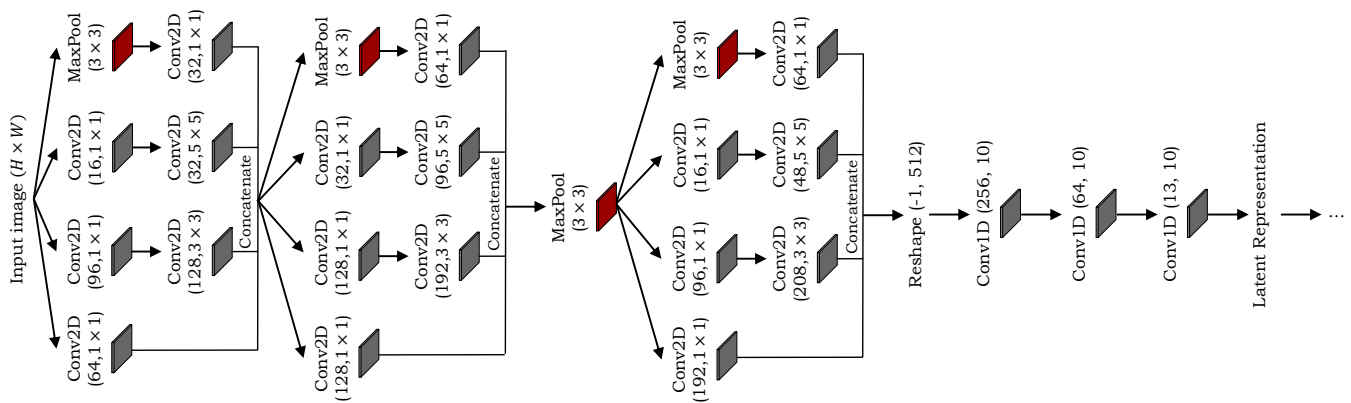 Input image (H × W)
MaxPool
(3 × 3)
Conv2D
(32,1 × 1)
Conv2D
(16,1 × 1)
Conv2D
(32,5 × 5)
Conv2D
(96,1 × 1)
Conv2D
(128,3 × 3)
Conv2D
(64,1 × 1)
Concatenate
MaxPool
(3 × 3)
Conv2D
(64,1 × 1)
Conv2D
(32,1 × 1)
Conv2D
(96,5 × 5)
Conv2D
(128,1 × 1)
Conv2D
(192,3 × 3)
Conv2D
(128,1 × 1)
Concatenate
MaxPool
(3 × 3)
MaxPool
(3 × 3)
Conv2D
(64,1 × 1)
Conv2D
(16,1 × 1)
Conv2D
(48,5 × 5)
Conv2D
(96,1 × 1)
Conv2D
(208,3 × 3)
Conv2D
(192,1 × 1)
Concatenate
Reshape (-1, 512)
Conv1D (256, 10)
Conv1D (64, 10)
Conv1D (13, 10)
Latent Representation
...